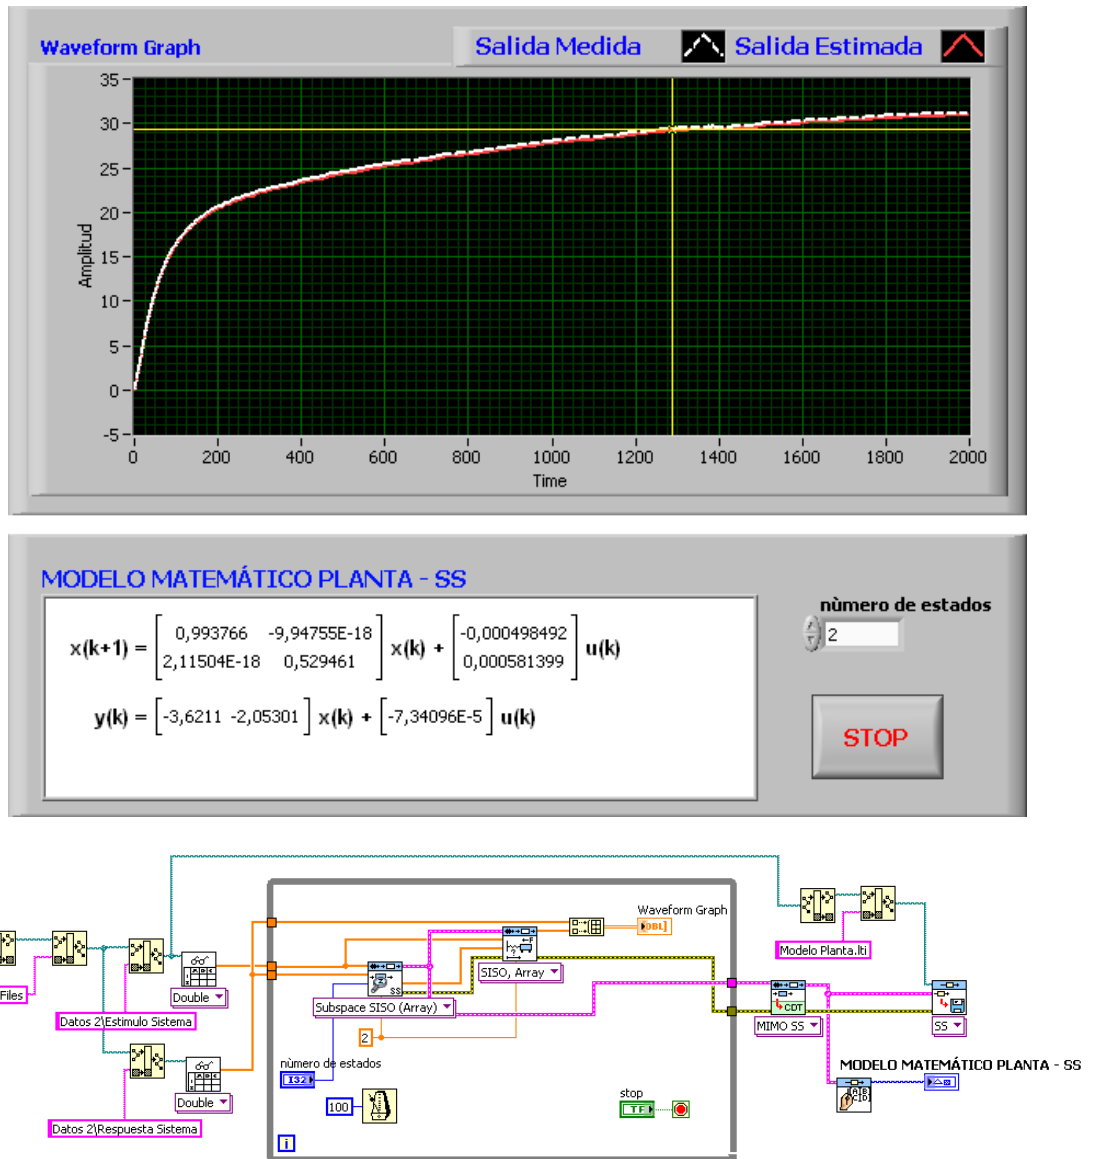 Waveform Graph
Salida Medida
Salida Estimada
35
30
25
20
15
10
5
0
-5
Amplitud
0 200 400 600 800 1000 1200 1400 1600 1800 2000
Time
MODELO MATEMÁTICO PLANTA - SS
x(k+1) = [0,993766 -9,94755E-18 x(k) + [-0,000498492 u(k)
2,11504E-18 0,529461] 0,000581399]
y(k) = [-3,6211 -2,05301] x(k) + [-7,34096E-5] u(k)
nùmero de estados
2
STOP
Waveform Graph
DBL]
Modelo Planta.lti
SISO, Array
Files
Double
SS
Subspace SISO (Array)
CDT
MIMO SS
SS
Datos 2\Estimulo Sistema
2
nùmero de estados
I32
MODELO MATEMÁTICO PLANTA - SS
Double
100
stop
TF
Datos 2\Respuesta Sistema
i